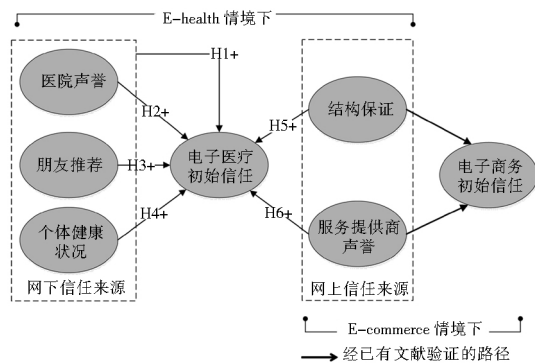 E-health 情境下
医院声誉
朋友推荐
个体健康
状况
网下信任来源
H1+
H2+
H3+
H4+
电子医疗
初始信任
H5+
H6+
结构保证
服务提供商
声誉
网上信任来源
电子商务
初始信任
E-commerce 情境下
经已有文献验证的路径